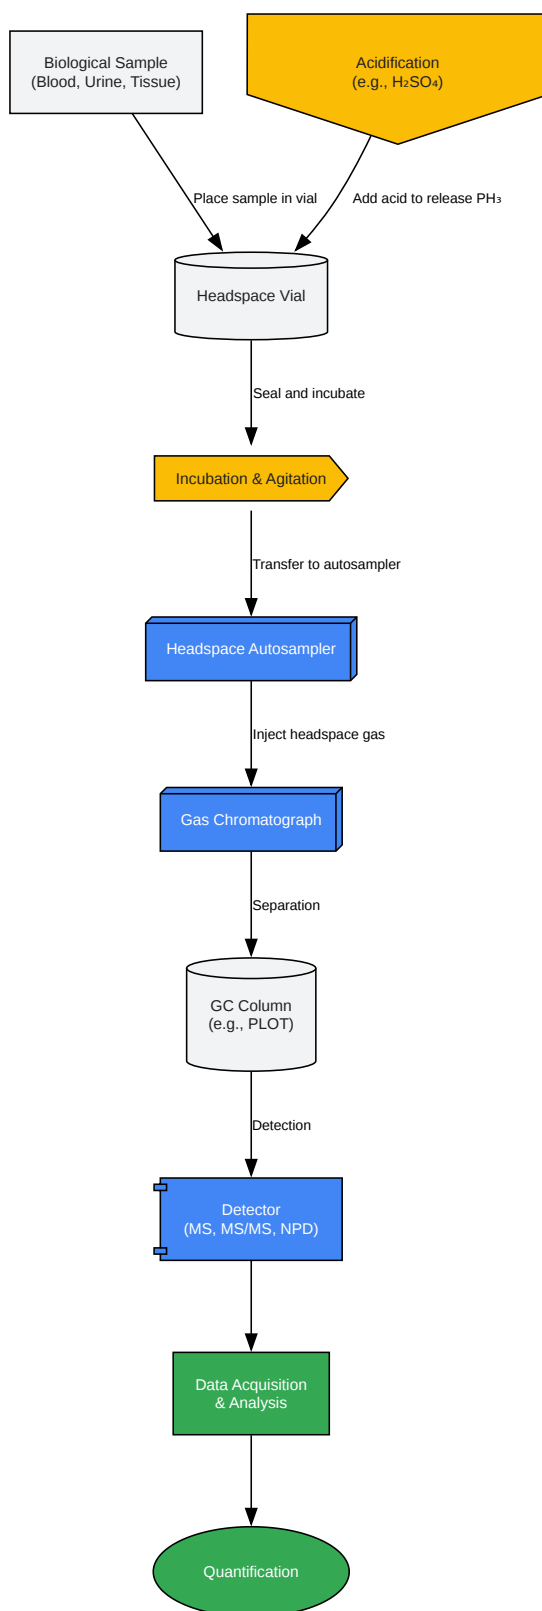 Biological Sample
(Blood, Urine, Tissue)
Acidification
(e.g., H₂SO₄)
Place sample in vial
Add acid to release PH₃
Headspace Vial
Seal and incubate
Incubation & Agitation
Transfer to autosampler
Headspace Autosampler
Inject headspace gas
Gas Chromatograph
Separation
GC Column
(e.g., PLOT)
Detection
Detector
(MS, MS/MS, NPD)
Data Acquisition
& Analysis
Quantification